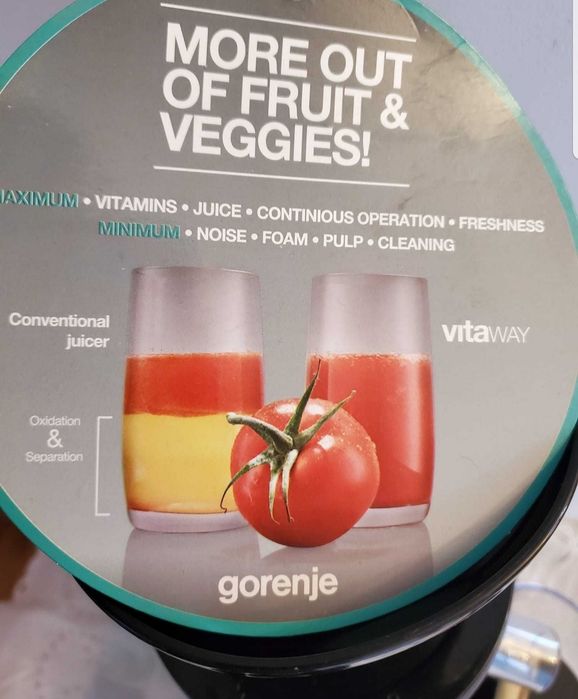 MORE OUT
OF FRUIT &
VEGGIES!
MAXIMUM • VITAMINS • JUICE • CONTINIOUS OPERATION • FRESHNESS
MINIMUM • NOISE • FOAM • PULP • CLEANING
Conventional
juicer
vitaWAY
Oxidation
&
Separation
gorenje